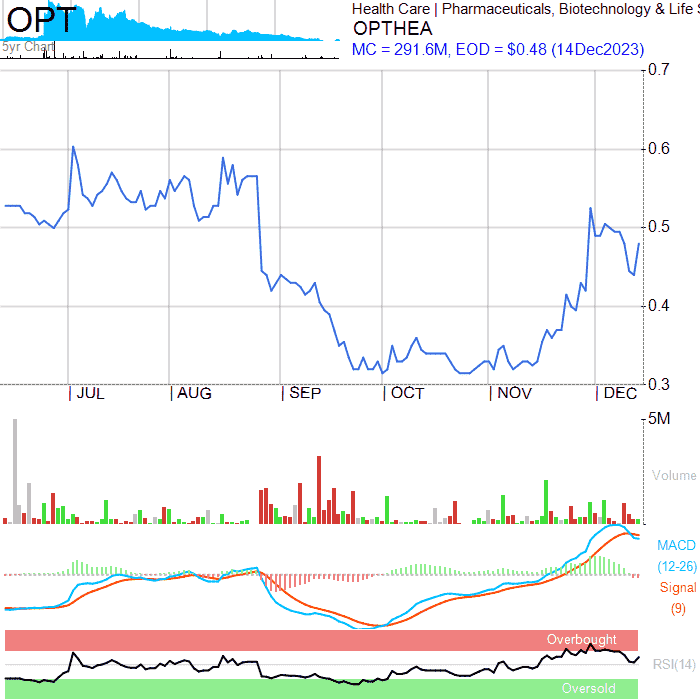 OPT
5yr Chart
Health Care | Pharmaceuticals, Biotechnology & Life S
OPTHEA
MC = 291.6M, EOD = $0.48 (14Dec2023)
0.7
0.6
0.5
0.4
0.3
|JUL |AUG |SEP |OCT |NOV |DEC
5M
Volume
MACD
(12-26)
Signal
(9)
Overbought
RSI(14)
Oversold